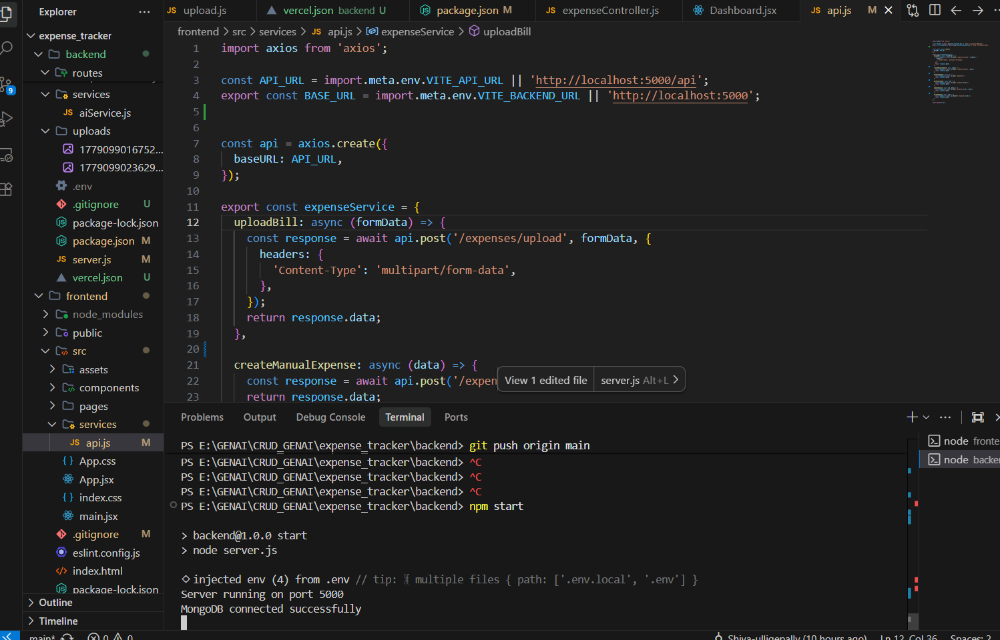 Explorer
expense_tracker
backend
routes
services
JS aiService.js
uploads
1779099016752...
1779099023629...
.env
.gitignore U
package-lock.json
package.json M
JS server.js M
vercel.json U
frontend
node_modules
public
src
assets
components
pages
services
JS api.js M
App.css
App.jsx
index.css
main.jsx
.gitignore M
eslint.config.js
index.html
package-lock.json
Outline
Timeline
9
JS upload.js
vercel.json backend U
package.json M
JS expenseController.js
Dashboard.jsx
JS api.js M
frontend > src > services > JS api.js > expenseService > uploadBill
1 import axios from 'axios';
2
3 const API_URL = import.meta.env.VITE_API_URL || 'http://localhost:5000/api';
4 export const BASE_URL = import.meta.env.VITE_BACKEND_URL || 'http://localhost:5000';
5
6
7 const api = axios.create({
8 baseURL: API_URL,
9 });
10
11 export const expenseService = {
12 uploadBill: async (formData) => {
13 const response = await api.post('/expenses/upload', formData, {
14 headers: {
15 'Content-Type': 'multipart/form-data',
16 },
17 });
18 return response.data;
19 },
20
21 createManualExpense: async (data) => {
22 const response = await api.post('/expen
23 return response.data;
View 1 edited file
server.js Alt+L
Problems
Output
Debug Console
Terminal
Ports
PS E:\GENAI\CRUD_GENAI\expense_tracker\backend> git push origin main
PS E:\GENAI\CRUD_GENAI\expense_tracker\backend> ^C
PS E:\GENAI\CRUD_GENAI\expense_tracker\backend> ^C
PS E:\GENAI\CRUD_GENAI\expense_tracker\backend> ^C
PS E:\GENAI\CRUD_GENAI\expense_tracker\backend> npm start
> backend@1.0.0 start
> node server.js
injected env (4) from .env // tip: multiple files { path: ['.env.local', '.env'] }
Server running on port 5000
MongoDB connected successfully
node fronte
node backe
main*
0
0
Shiva-ulligepally (10 hours ago)
Ln 12, Col 36
Spaces: 2